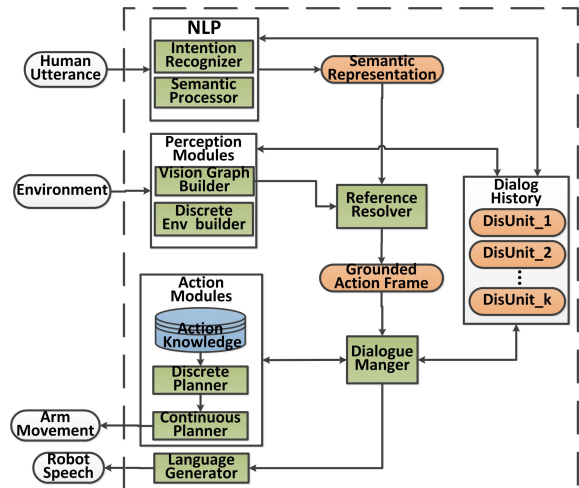 NLP
Intention
Recognizer
Semantic
Processor
Human
Utterance
Semantic
Representation
Perception
Modules
Vision Graph
Builder
Discrete
Env builder
Environment
Reference
Resolver
Dialog
History
DisUnit_1
DisUnit_2
DisUnit_k
Grounded
Action Frame
Action
Modules
Action
Knowledge
Discrete
Planner
Continuous
Planner
Dialogue
Manger
Arm
Movement
Robot
Speech
Language
Generator